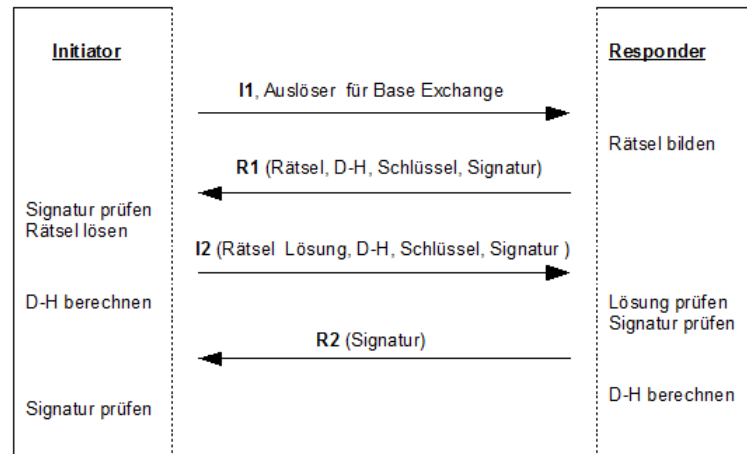 Initiator
Responder
I1, Auslöser für Base Exchange
Rätsel bilden
R1 (Rätsel, D-H, Schlüssel, Signatur)
Signatur prüfen
Rätsel lösen
I2 (Rätsel Lösung, D-H, Schlüssel, Signatur )
D-H berechnen
Lösung prüfen
Signatur prüfen
R2 (Signatur)
D-H berechnen
Signatur prüfen